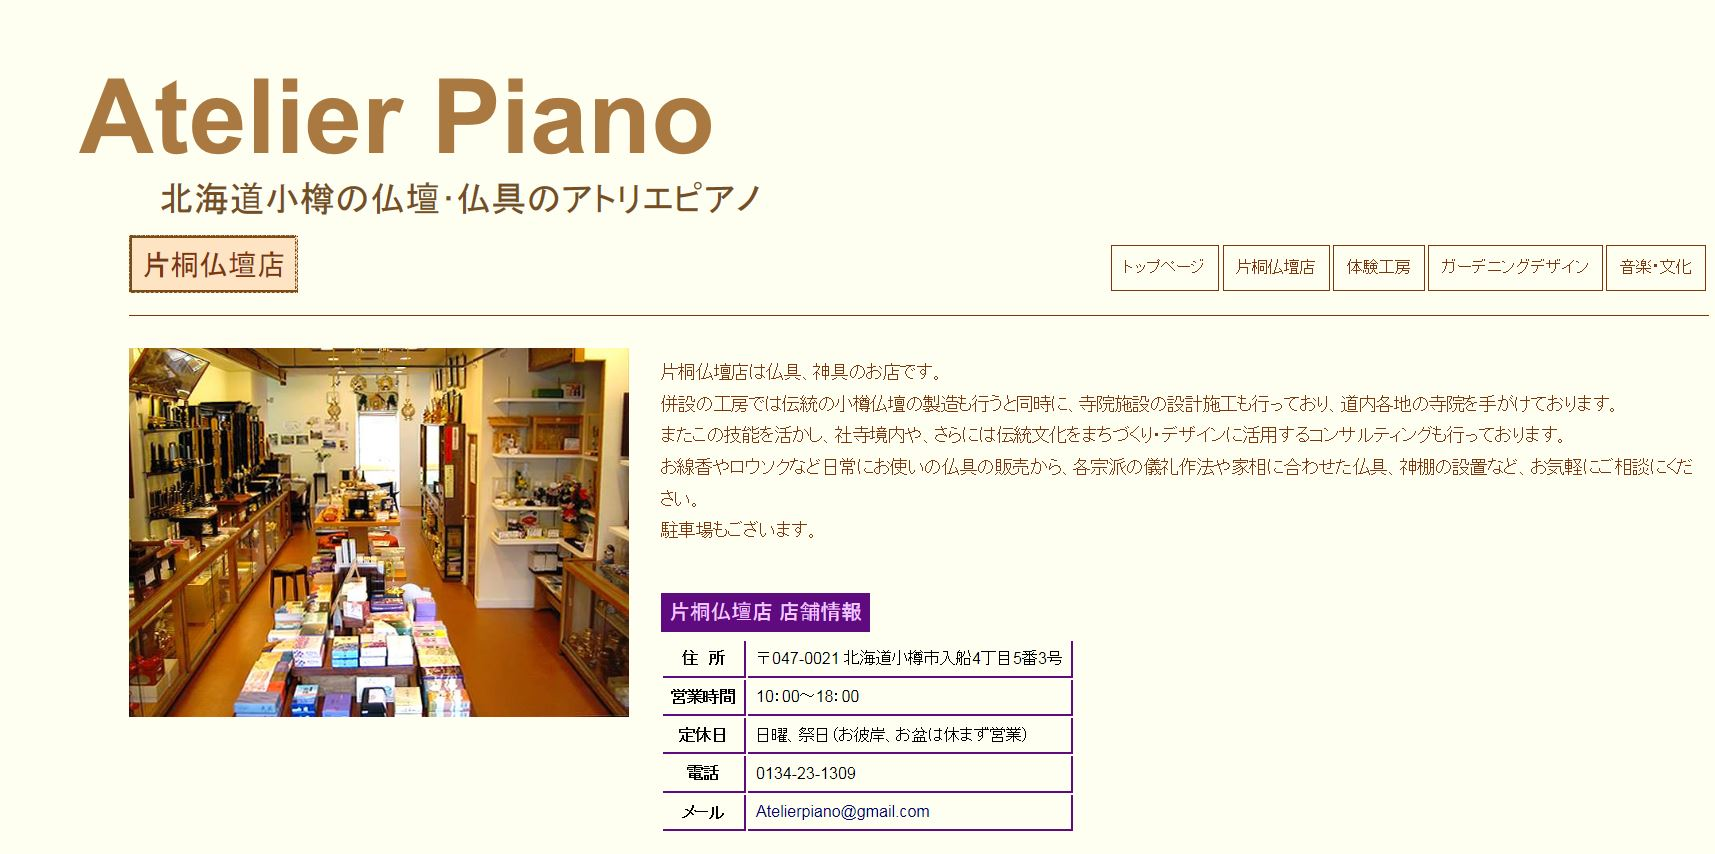 Atelier Piano
北海道小樽の仏壇・仏具のアトリエピアノ
片桐仏壇店
トップページ 片桐仏壇店 体験工房 ガーデニングデザイン 音楽・文化
片桐仏壇店は仏具、神具のお店です。
併設の工房では伝統の小樽仏壇の製造も行うと同時に、寺院施設の設計施工も行っており、道内各地の寺院を手がけております。
またこの技能を活かし、社寺境内や、さらには伝統文化をまちづくり・デザインに活用するコンサルティングも行っております。
お線香やロウソクなど日常にお使いの仏具の販売から、各宗派の儀礼作法や家相に合わせた仏具、神棚の設置など、お気軽にご相談にくだ
さい。
駐車場もございます。
片桐仏壇店 店舗情報
住 所 〒047-0021 北海道小樽市入船4丁目5番3号
営業時間 10：00～18：00
定休日 日曜、祭日（お彼岸、お盆は休まず営業）
電話 0134-23-1309
メール Atelierpiano@gmail.com